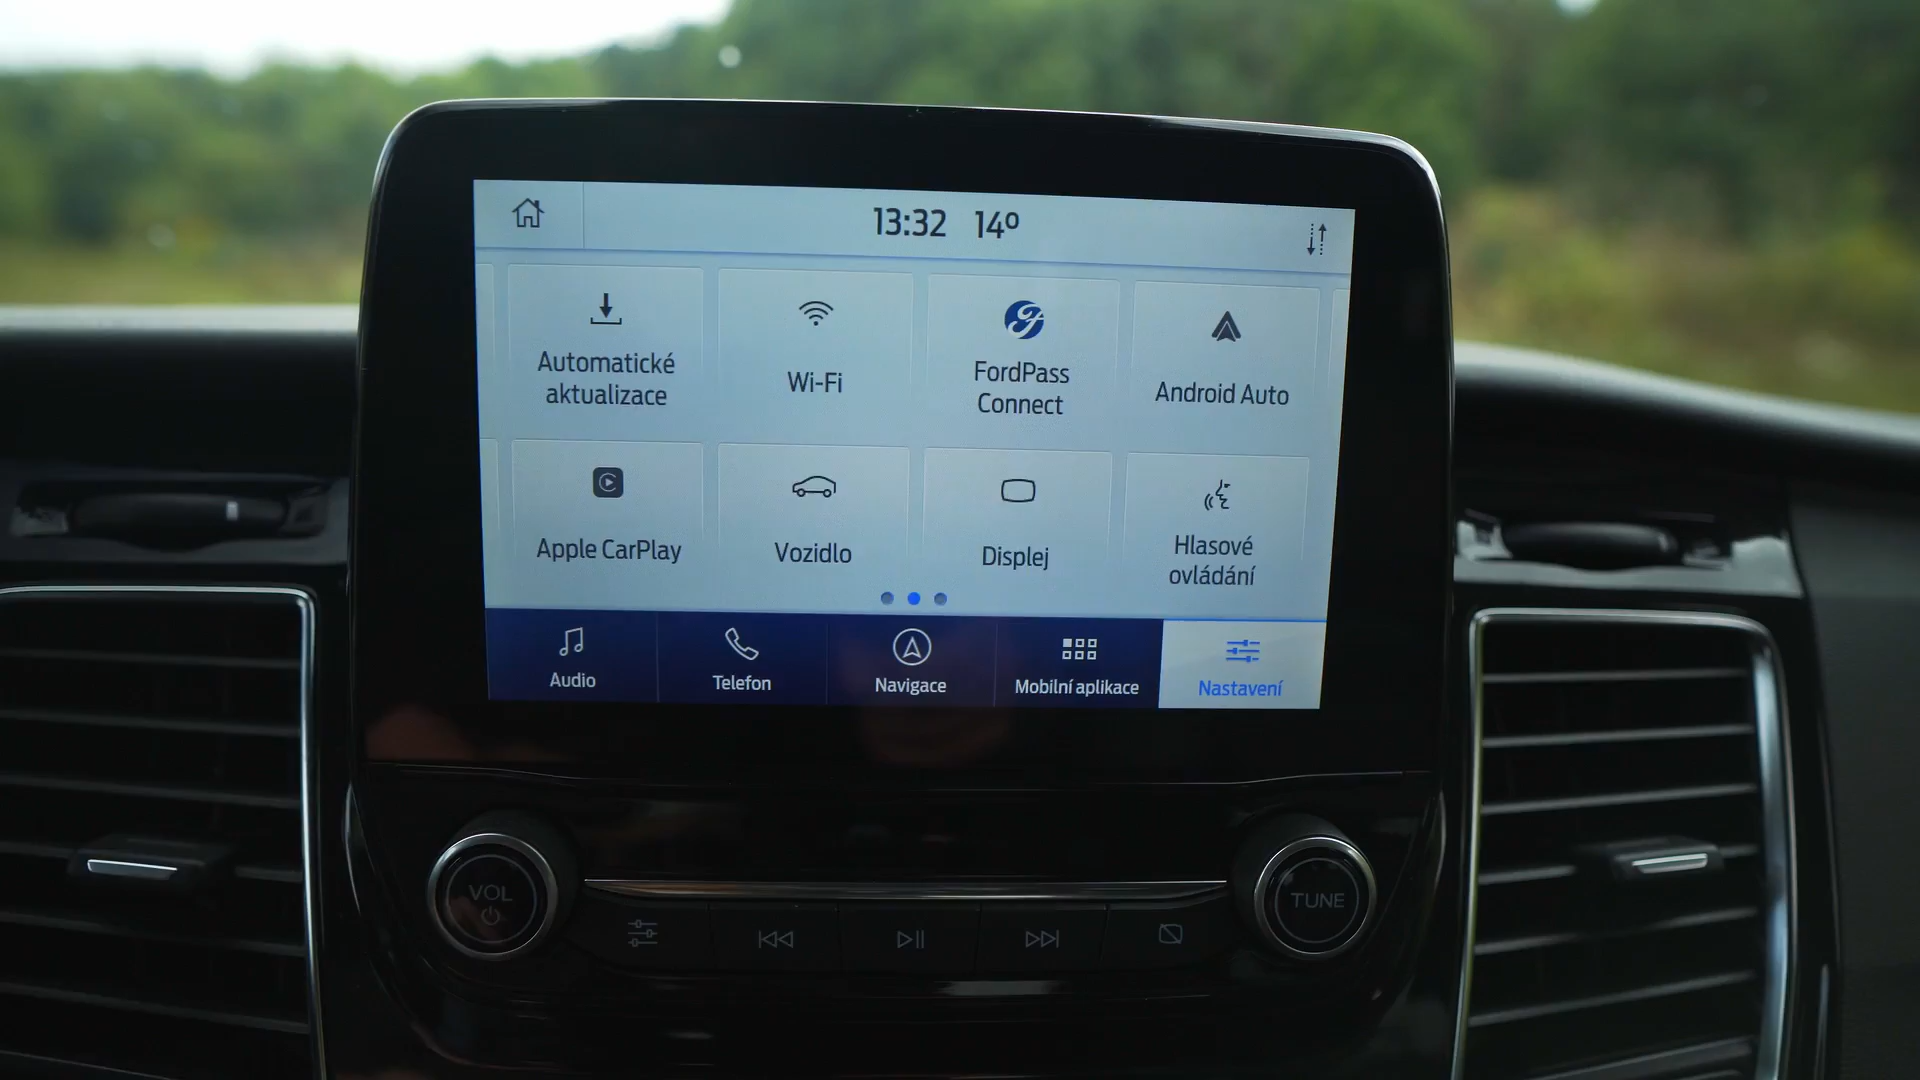 13:32 14º
Automatické
aktualizace
Wi-Fi
FordPass
Connect
Android Auto
Apple CarPlay
Vozidlo
Displej
Hlasové
ovládání
Audio
Telefon
Navigace
Mobilní aplikace
Nastavení
VOL
TUNE